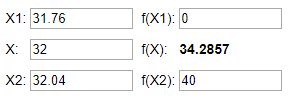 X1: 31.76 f(X1): 0
X: 32 f(X): 34.2857
X2: 32.04 f(X2): 40